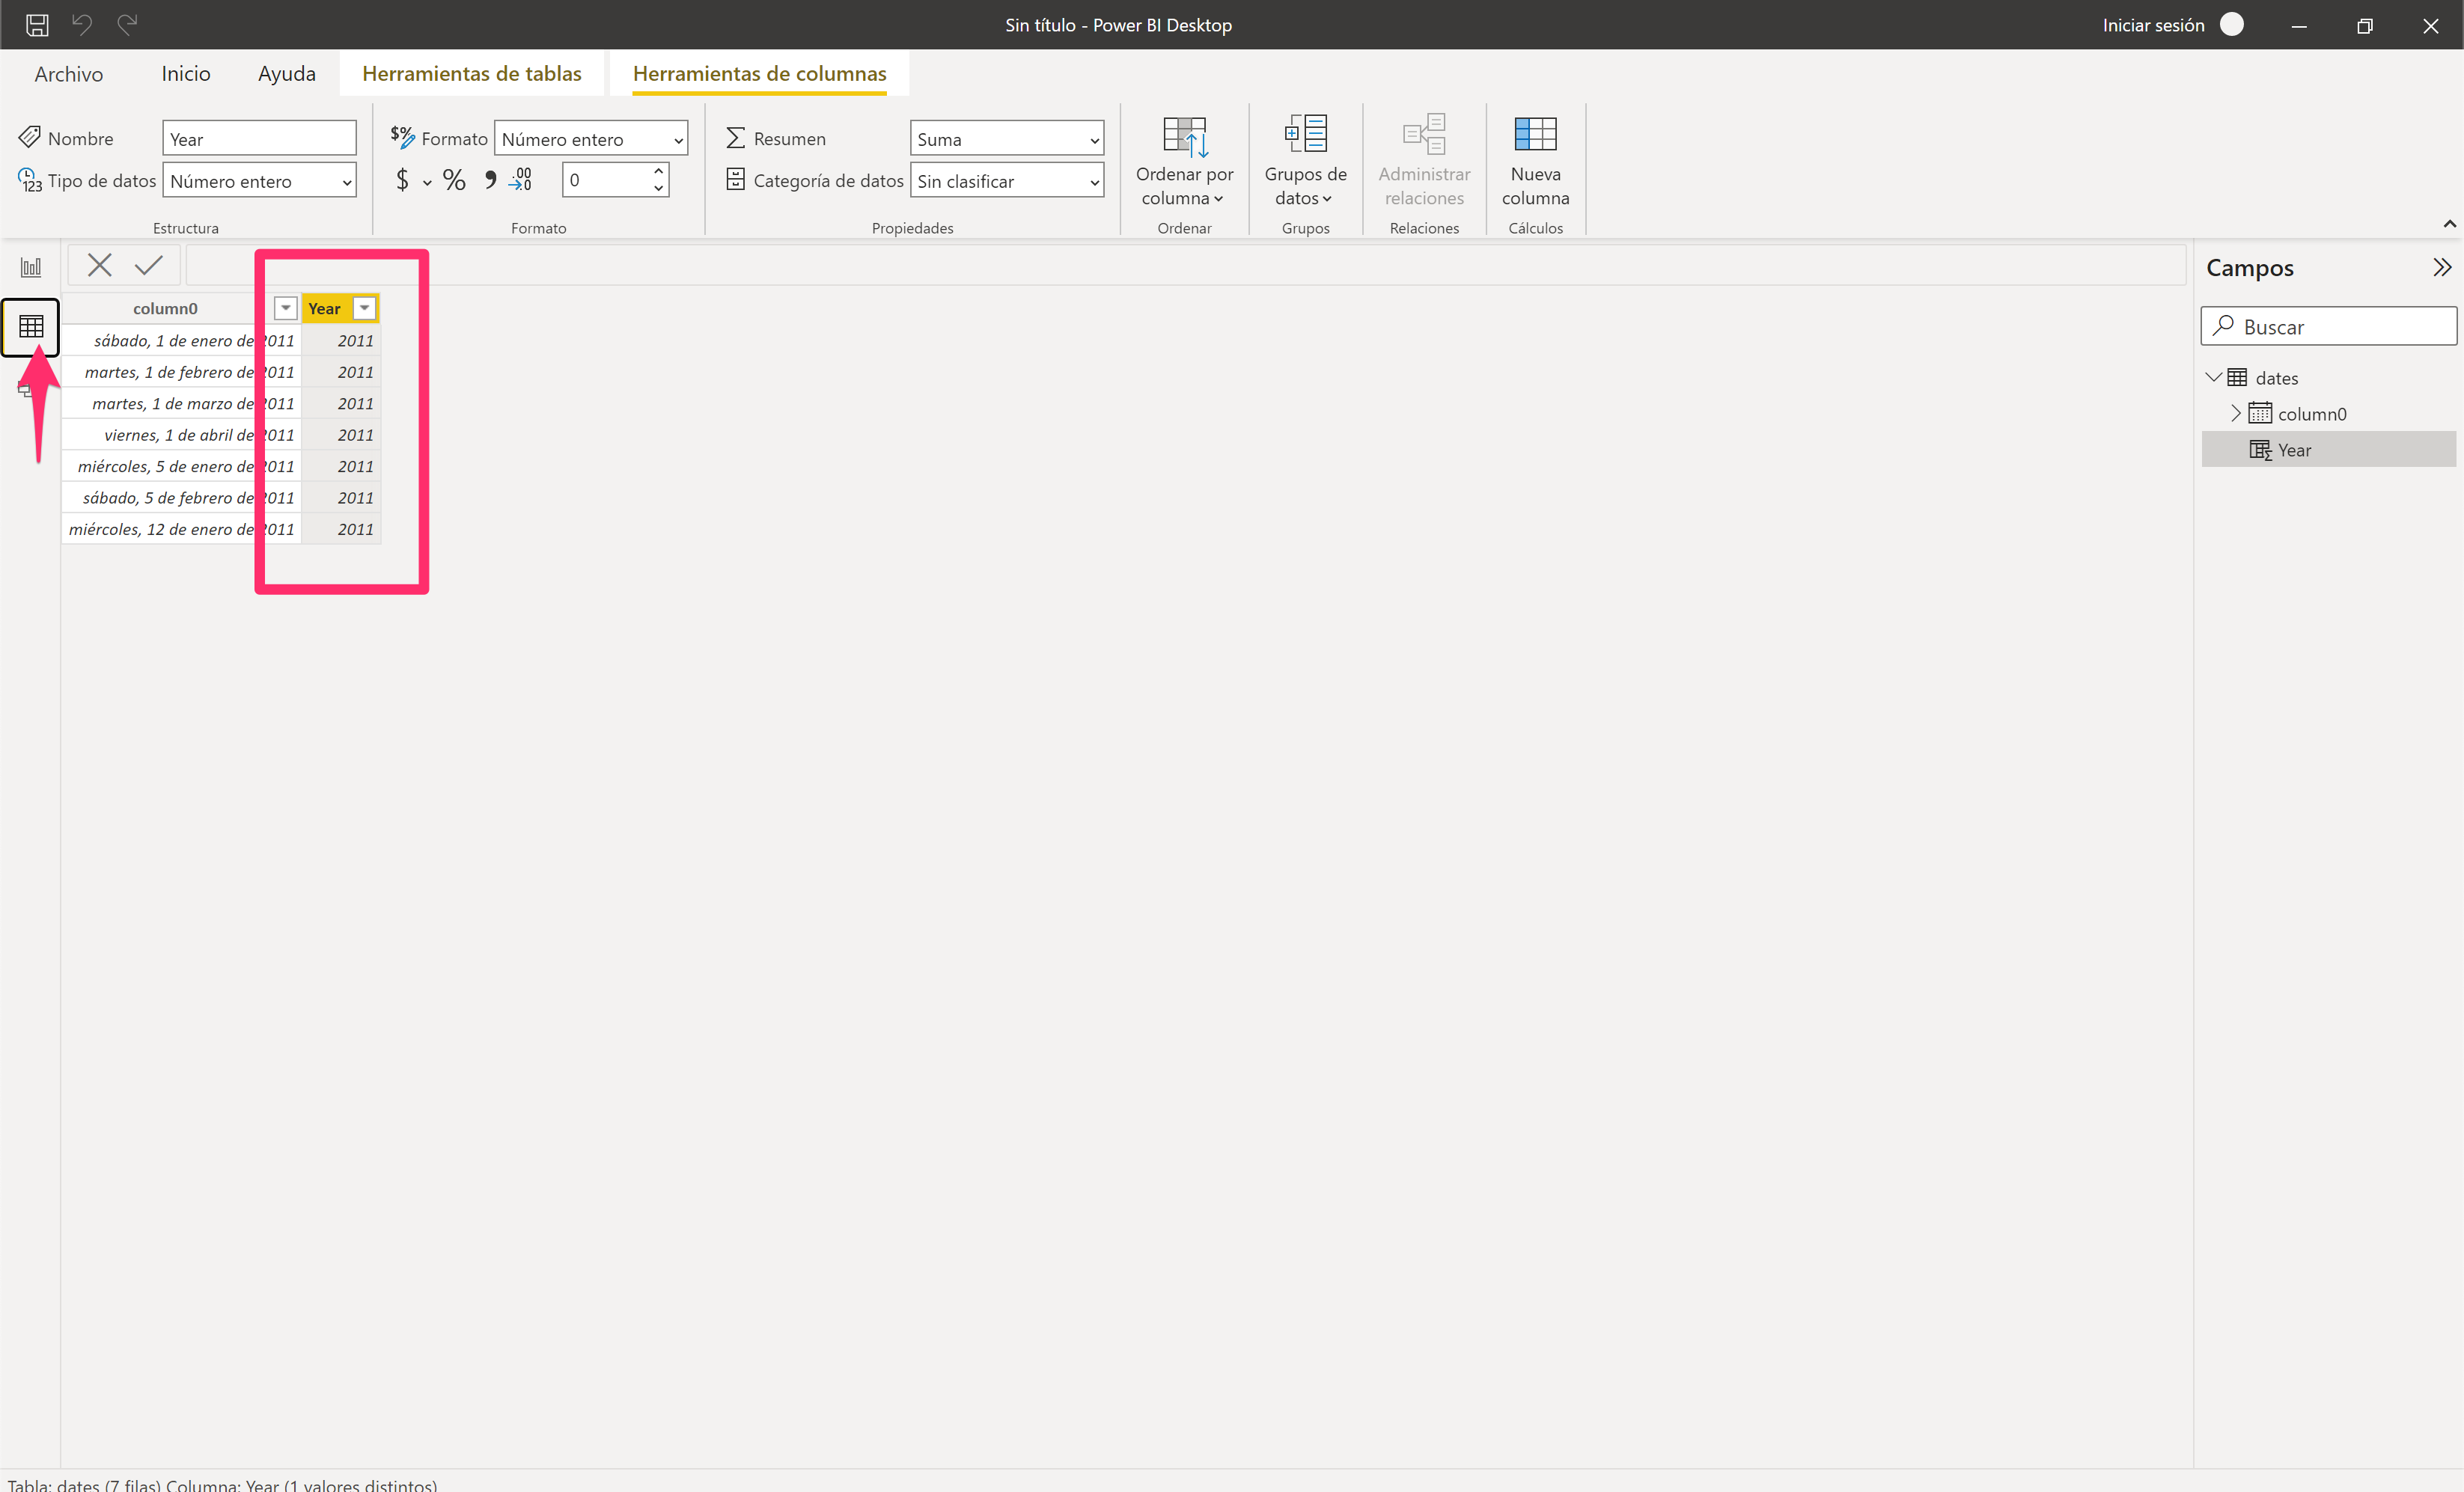 Sin título - Power BI Desktop
Iniciar sesión
Archivo
Inicio
Ayuda
Herramientas de tablas
Herramientas de columnas
Nombre
Year
Tipo de datos
Número entero
Estructura
Formato
Número entero
$ % , .00 →.0
0
Formato
Resumen
Suma
Categoría de datos
Sin clasificar
Propiedades
Ordenar por
columna
Ordenar
Grupos de
datos
Grupos
Administrar
relaciones
Relaciones
Nueva
columna
Cálculos
column0 Year
sábado, 1 de enero de 2011 2011
martes, 1 de febrero de 2011 2011
martes, 1 de marzo de 2011 2011
viernes, 1 de abril de 2011 2011
miércoles, 5 de enero de 2011 2011
sábado, 5 de febrero de 2011 2011
miércoles, 12 de enero de 2011 2011
Campos
Buscar
dates
column0
Year
Tabla: dates (7 filas) Columna: Year (1 valores distintos)